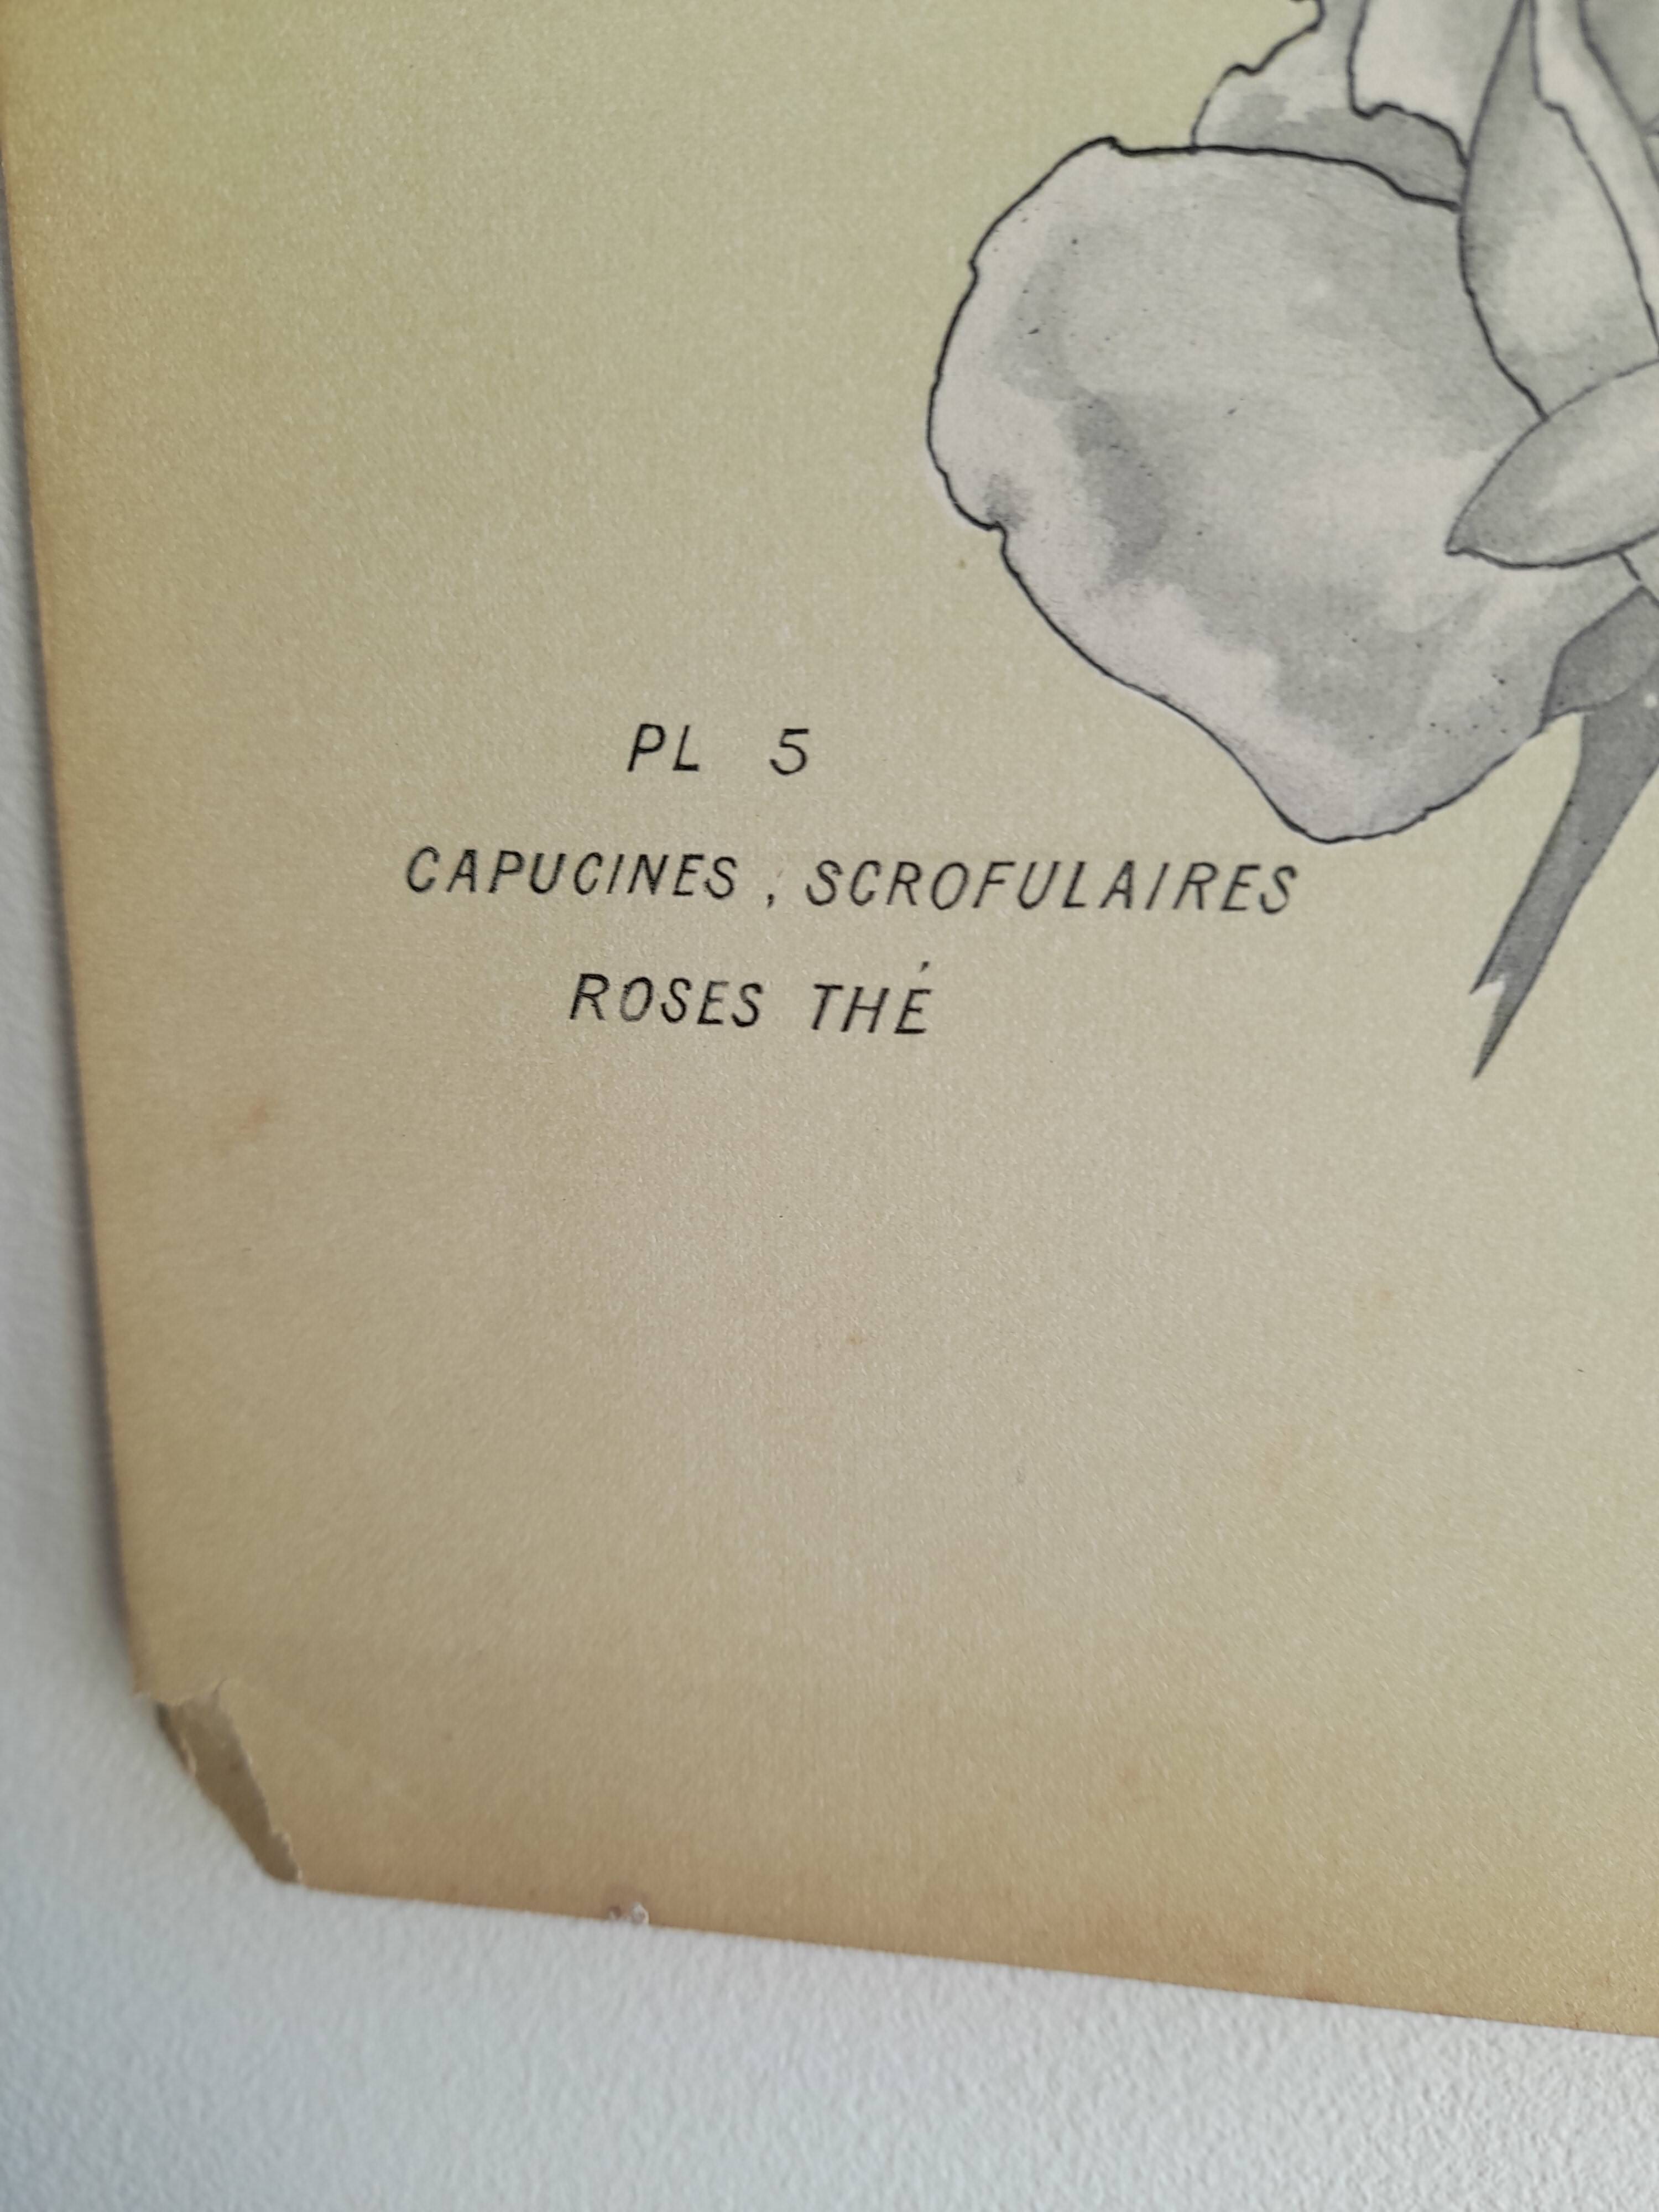 PL 5
CAPUCINES, SCROFULAIRES
ROSES THÉ